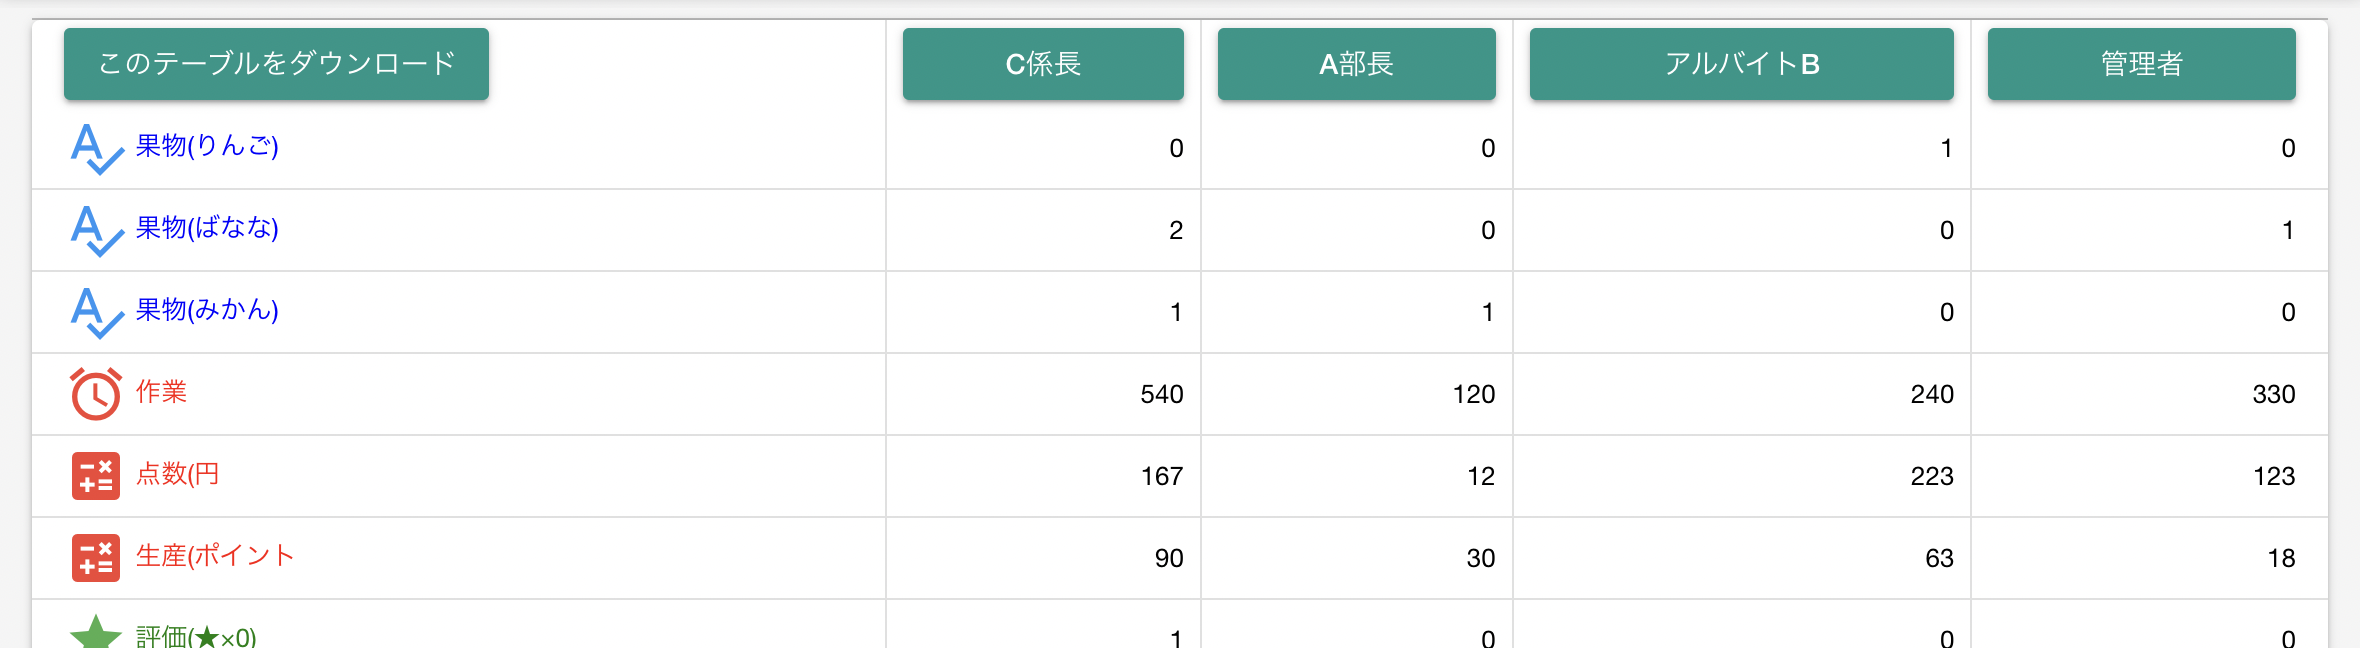 このテーブルをダウンロード C係長 A部長 アルバイトB 管理者
果物(りんご) 0 0 1 0
果物(ばなな) 2 0 0 1
果物(みかん) 1 1 0 0
作業 540 120 240 330
点数(円 167 12 223 123
生産(ポイント 90 30 63 18
評価(★×0) 1 0 0 0